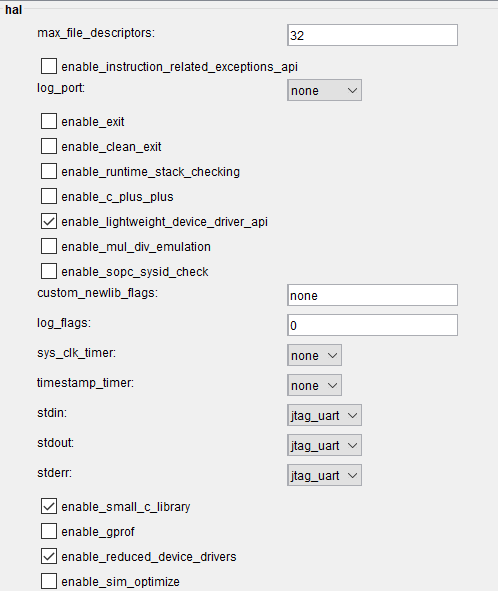 hal
max_file_descriptors: 32
enable_instruction_related_exceptions_api
log_port: none
enable_exit
enable_clean_exit
enable_runtime_stack_checking
enable_c_plus_plus
enable_lightweight_device_driver_api
enable_mul_div_emulation
enable_sopc_sysid_check
custom_newlib_flags: none
log_flags: 0
sys_clk_timer: none
timestamp_timer: none
stdin: jtag_uart
stdout: jtag_uart
stderr: jtag_uart
enable_small_c_library
enable_gprof
enable_reduced_device_drivers
enable_sim_optimize